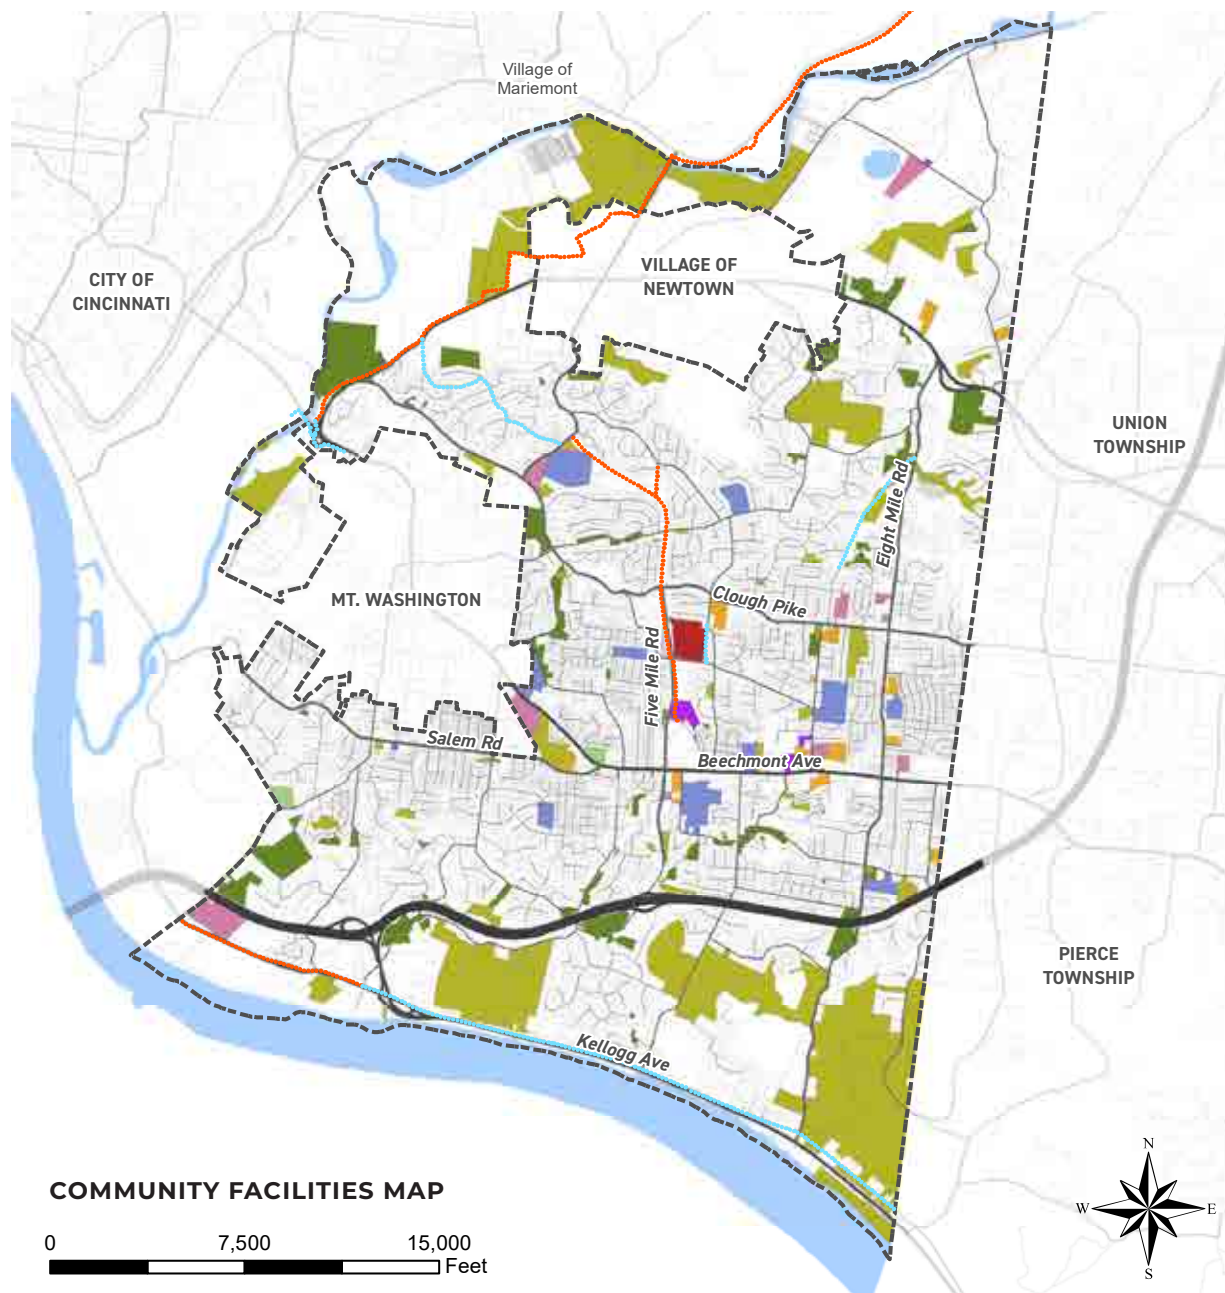 Village of
Mariemont
CITY OF
CINCINNATI
VILLAGE OF
NEWTOWN
UNION
TOWNSHIP
Eight Mile Rd
MT. WASHINGTON
Clough Pike
Five Mile Rd
Salem Rd
Beechmont Ave
PIERCE
TOWNSHIP
Kellogg Ave
COMMUNITY FACILITIES MAP
0 7,500 15,000
Feet
N
W E
S